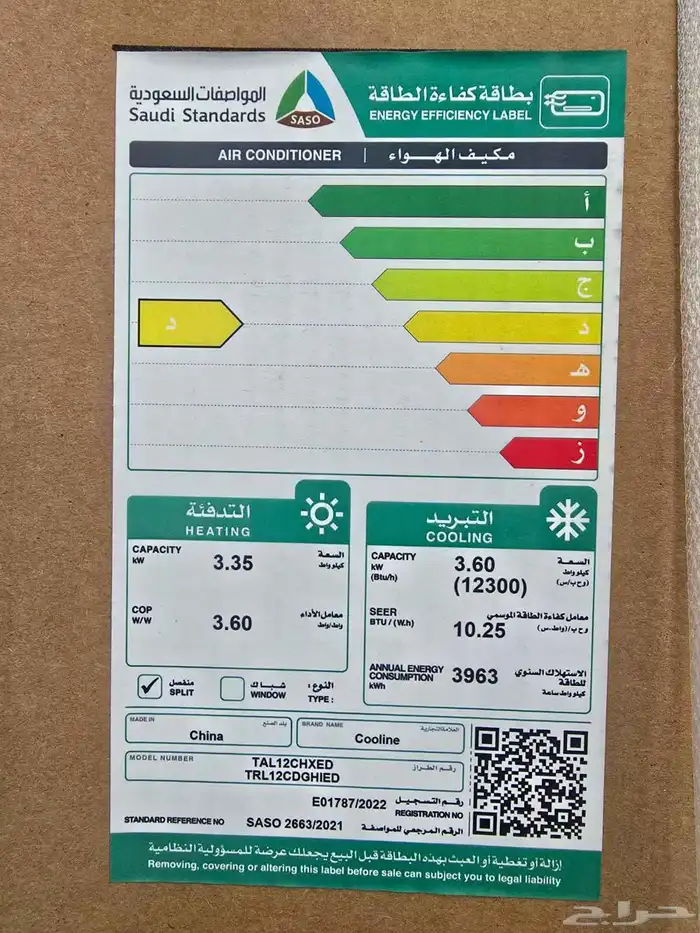 المواصفات السعودية
Saudi Standards
SASO
بطاقة كفاءة الطاقة
ENERGY EFFICIENCY LABEL
AIR CONDITIONER | مكيف الهواء
أ
ب
ج
د
د
هـ
و
ز
التدفئة
HEATING
CAPACITY
kW
3.35
السعة
كيلو واط
COP
W/W
3.60
معامل الأداء
واط/واط
التبريد
COOLING
CAPACITY
kW
(Btu/h)
3.60
(12300)
السعة
كيلو واط
(و ح ب/س)
SEER
BTU / (W.h)
10.25
معامل كفاءة الطاقة الموسمي
و ح ب/(واط.س)
ANNUAL ENERGY
CONSUMPTION
kWh
3963
الاستهلاك السنوي
للطاقة
كيلو واط ساعة
منفصل
SPLIT
شباك
WINDOW
النوع:
TYPE:
MADE IN
بلد الصنع
China
BRAND NAME
العلامة التجارية
Cooline
MODEL NUMBER
رقم الطراز
TAL12CHXED
TRL12CDGHIED
E01787/2022
رقم التسجيل
REGISTRATION NO
STANDARD REFERENCE NO
SASO 2663/2021
الرقم المرجعي للمواصفة
إزالة أو تغطية أو العبث بهذه البطاقة قبل البيع يجعلك عرضة للمسؤولية النظامية
Removing, covering or altering this label before sale can subject you to legal liability
حراج